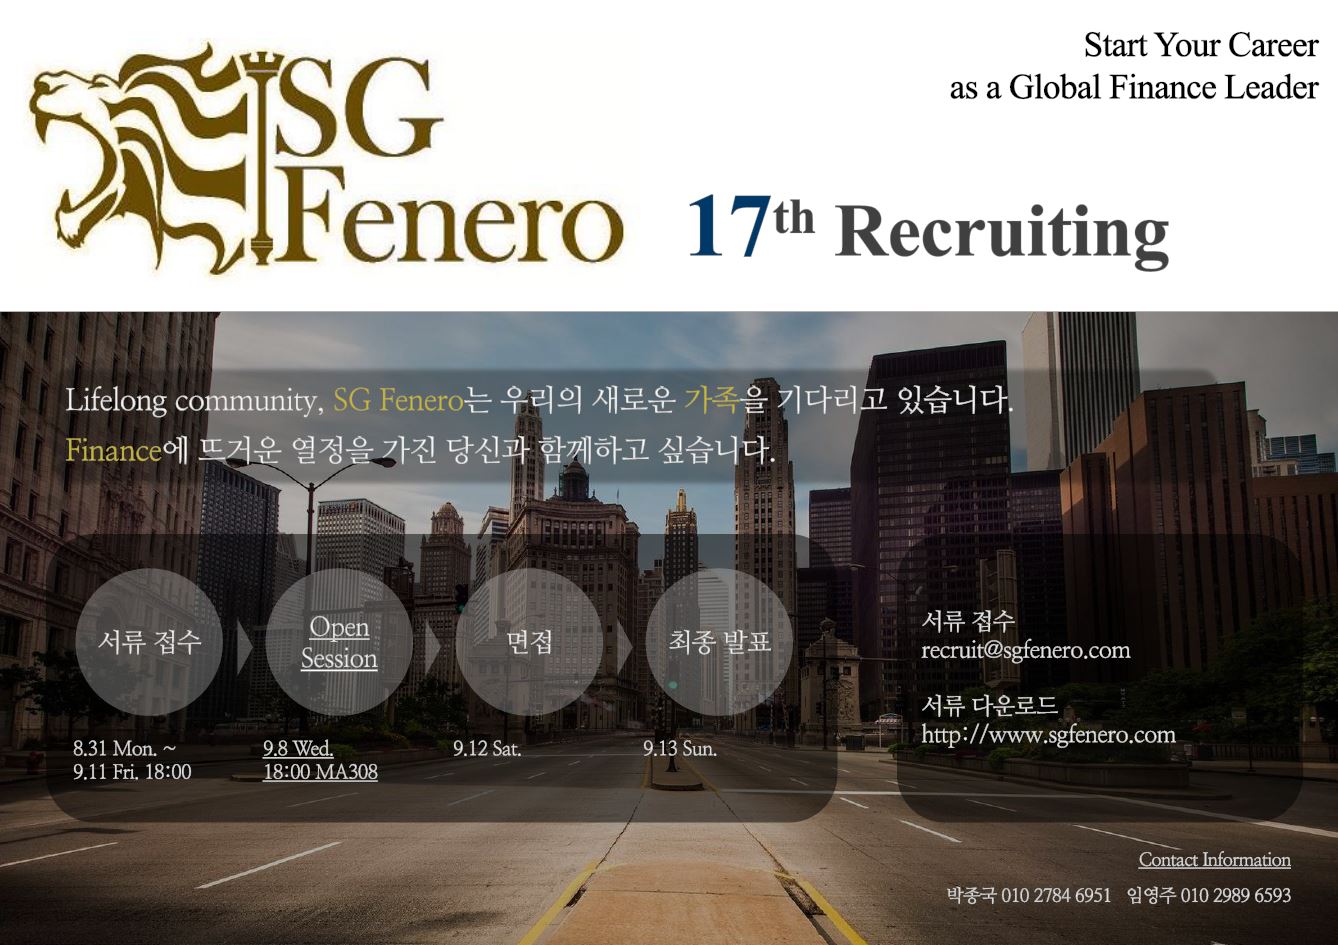 SG
Fenero
Start Your Career
as a Global Finance Leader
17th Recruiting
Lifelong community, SG Fenero는 우리의 새로운 가족을 기다리고 있습니다.
Finance에 뜨거운 열정을 가진 당신과 함께하고 싶습니다.
서류 접수
Open
Session
면접
최종 발표
8.31 Mon. ~
9.11 Fri. 18:00
9.8 Wed.
18:00 MA308
9.12 Sat.
9.13 Sun.
서류 접수
recruit@sgfenero.com
서류 다운로드
http://www.sgfenero.com
Contact Information
박종국 010 2784 6951 임영주 010 2989 6593